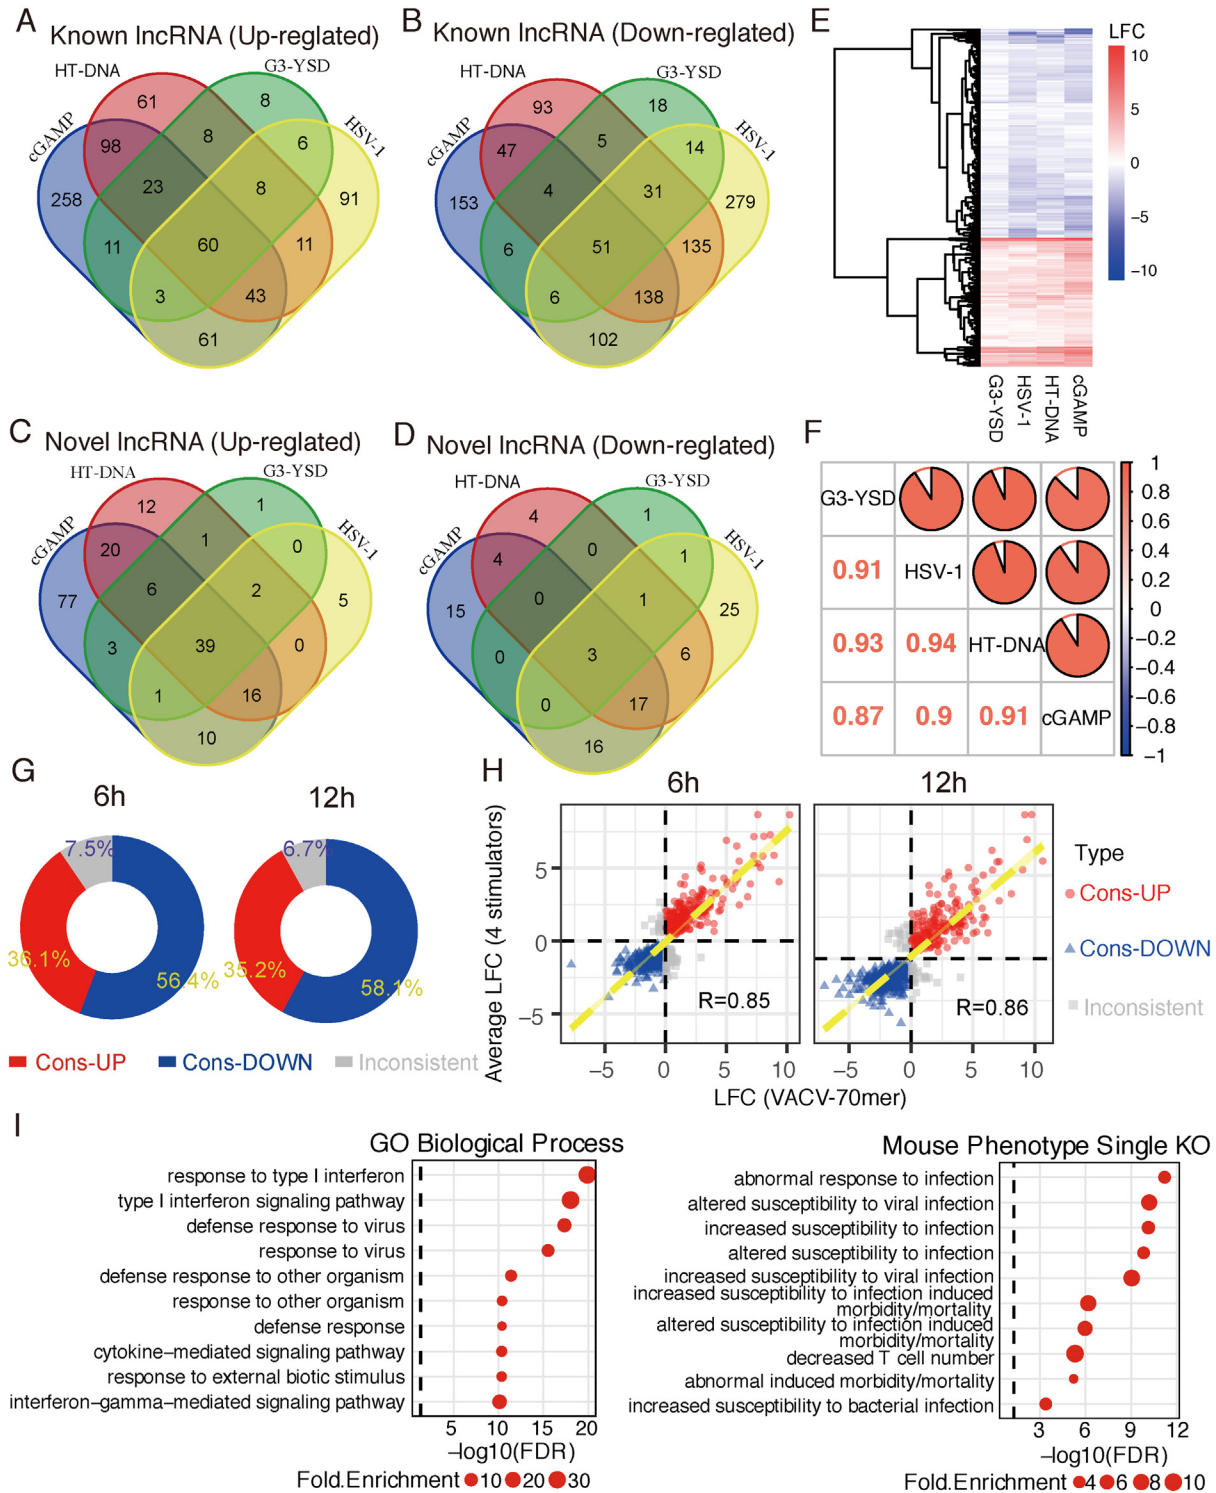 A
Known lncRNA (Up-reglated)
HT-DNA
G3-YSD
cGAMP
HSV-1
61
8
98
8
6
258
23
8
91
11
60
11
3
43
61
B
Known lncRNA (Down-reglated)
HT-DNA
G3-YSD
cGAMP
HSV-1
93
18
47
5
14
153
4
31
279
6
51
135
6
138
102
E
LFC
10
5
0
−5
−10
G3-YSD
HSV-1
HT-DNA
cGAMP
C
Novel lncRNA (Up-reglated)
HT-DNA
G3-YSD
cGAMP
HSV-1
12
1
20
1
0
77
6
2
5
3
39
0
1
16
10
D
Novel lncRNA (Down-reglated)
HT-DNA
G3-YSD
cGAMP
HSV-1
4
1
4
0
1
15
0
1
25
0
3
6
0
17
16
F
G3-YSD
0.91 HSV-1
0.93 0.94 HT-DNA
0.87 0.9 0.91 cGAMP
1
0.8
0.6
0.4
0.2
0
−0.2
−0.4
−0.6
−0.8
−1
G
6h
12h
7.5%
36.1%
56.4%
6.7%
35.2%
58.1%
Cons-UP
Cons-DOWN
Inconsistent
H
6h
12h
Average LFC (4 stimulators)
5
0
−5
R=0.85
R=0.86
−5 0 5 10
−5 0 5 10
LFC (VACV-70mer)
Type
Cons-UP
Cons-DOWN
Inconsistent
I
GO Biological Process
response to type I interferon
type I interferon signaling pathway
defense response to virus
response to virus
defense response to other organism
response to other organism
defense response
cytokine−mediated signaling pathway
response to external biotic stimulus
interferon−gamma−mediated signaling pathway
5 10 15 20
−log10(FDR)
Fold.Enrichment 10 20 30
Mouse Phenotype Single KO
abnormal response to infection
altered susceptibility to viral infection
increased susceptibility to infection
altered susceptibility to infection
increased susceptibility to viral infection
increased susceptibility to infection induced
morbidity/mortality
altered susceptibility to infection induced
morbidity/mortality
decreased T cell number
abnormal induced morbidity/mortality
increased susceptibility to bacterial infection
3 6 9 12
−log10(FDR)
Fold.Enrichment 4 6 8 10